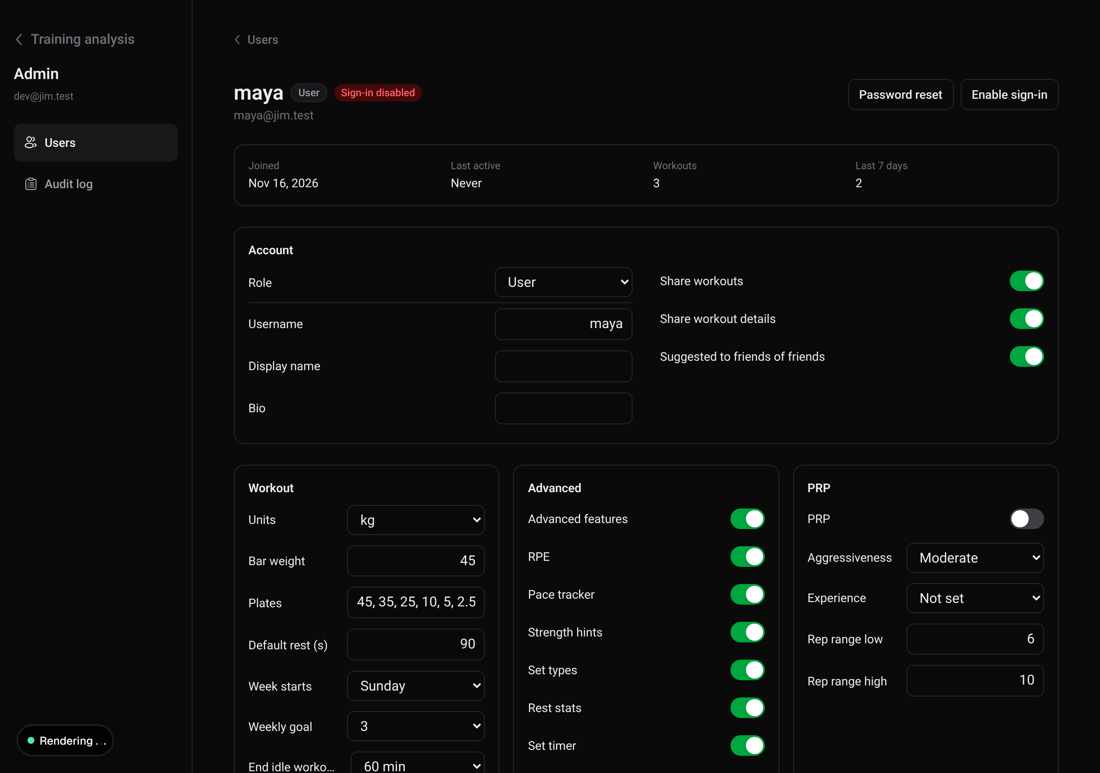 Training analysis
Admin
dev@jim.test
Users
Audit log
Rendering ...
Users
maya User Sign-in disabled
maya@jim.test
Password reset Enable sign-in
Joined Last active Workouts Last 7 days
Nov 16, 2026 Never 3 2
Account
Role User
Username maya
Display name
Bio
Share workouts
Share workout details
Suggested to friends of friends
Workout
Units kg
Bar weight 45
Plates 45, 35, 25, 10, 5, 2.5
Default rest (s) 90
Week starts Sunday
Weekly goal 3
End idle worko... 60 min
Advanced
Advanced features
RPE
Pace tracker
Strength hints
Set types
Rest stats
Set timer
PRP
PRP
Aggressiveness Moderate
Experience Not set
Rep range low 6
Rep range high 10